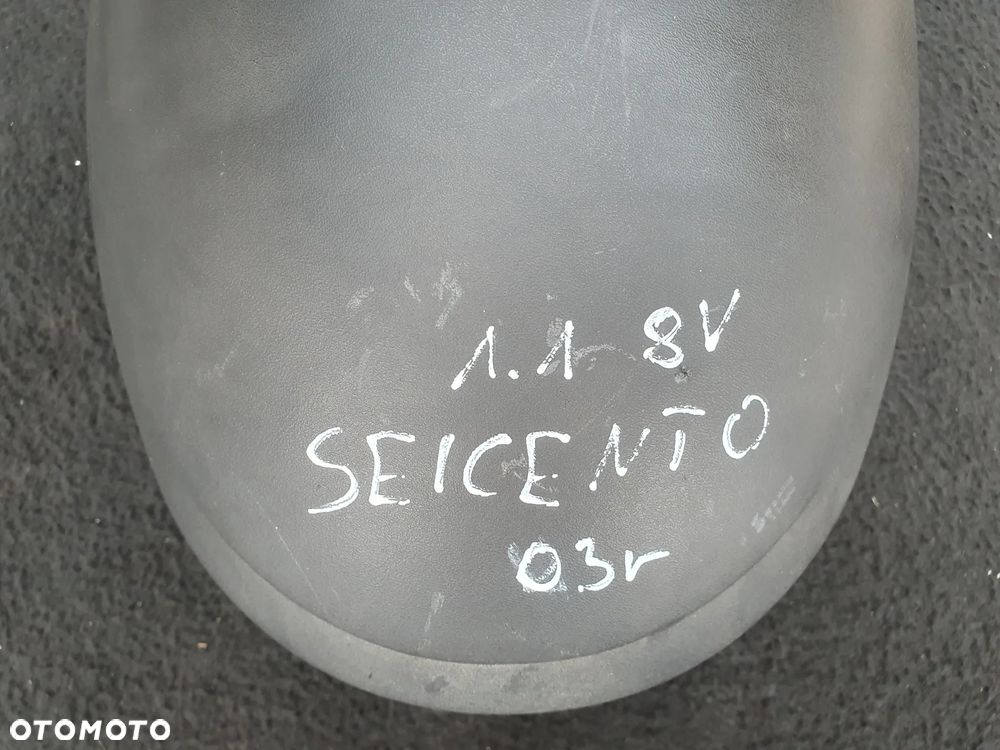 1.1 8V
SEICENTO
03r
OTOMOTO